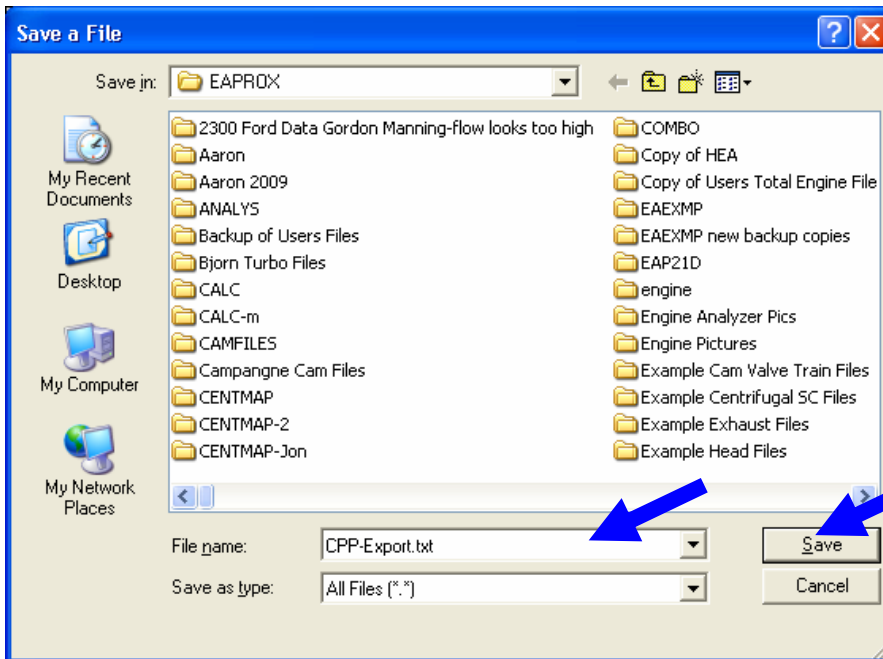 Save a File
Save in: EAPROX
My Recent
Documents
Desktop
My Computer
My Network
Places
2300 Ford Data Gordon Manning-flow looks too high
Aaron
Aaron 2009
ANALYS
Backup of Users Files
Bjorn Turbo Files
CALC
CALC-m
CAMFILES
Campangne Cam Files
CENTMAP
CENTMAP-2
CENTMAP-Jon
COMBO
Copy of HEA
Copy of Users Total Engine File
EAEXMP
EAEXMP new backup copies
EAP21D
engine
Engine Analyzer Pics
Engine Pictures
Example Cam Valve Train Files
Example Centrifugal SC Files
Example Exhaust Files
Example Head Files
File name: CPP-Export.txt Save
Save as type: All Files (*.*) Cancel